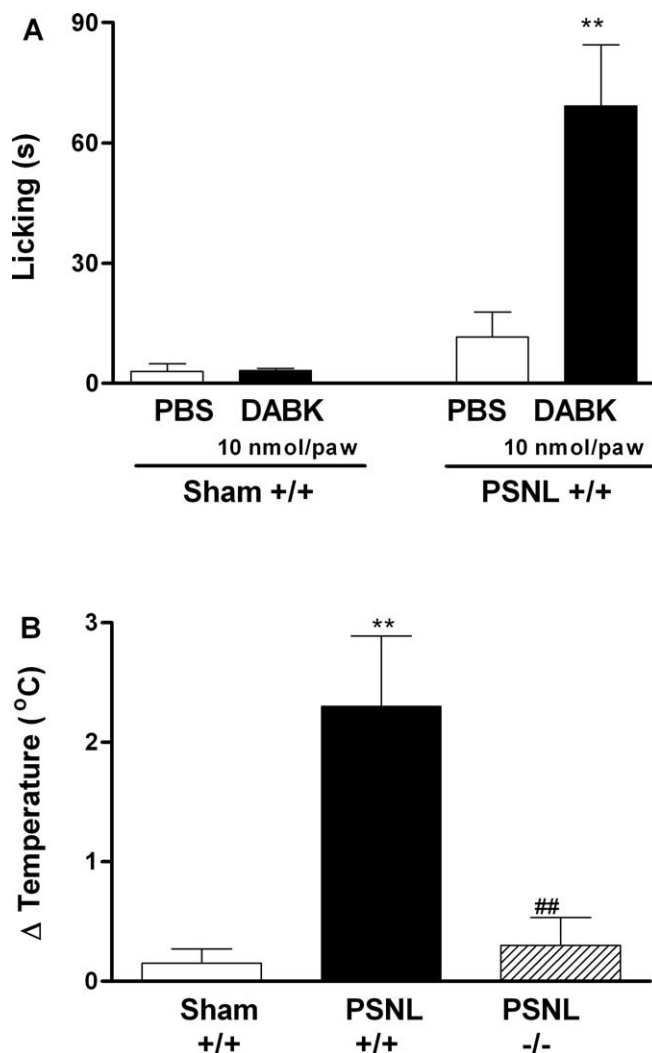 A
Licking (s)
90
60
30
0
**
PBS DABK PBS DABK
10 nmol/paw 10 nmol/paw
Sham +/+ PSNL +/+
B
Δ Temperature (°C)
3
2
1
0
**
##
Sham PSNL PSNL
+/+ +/+ -/-